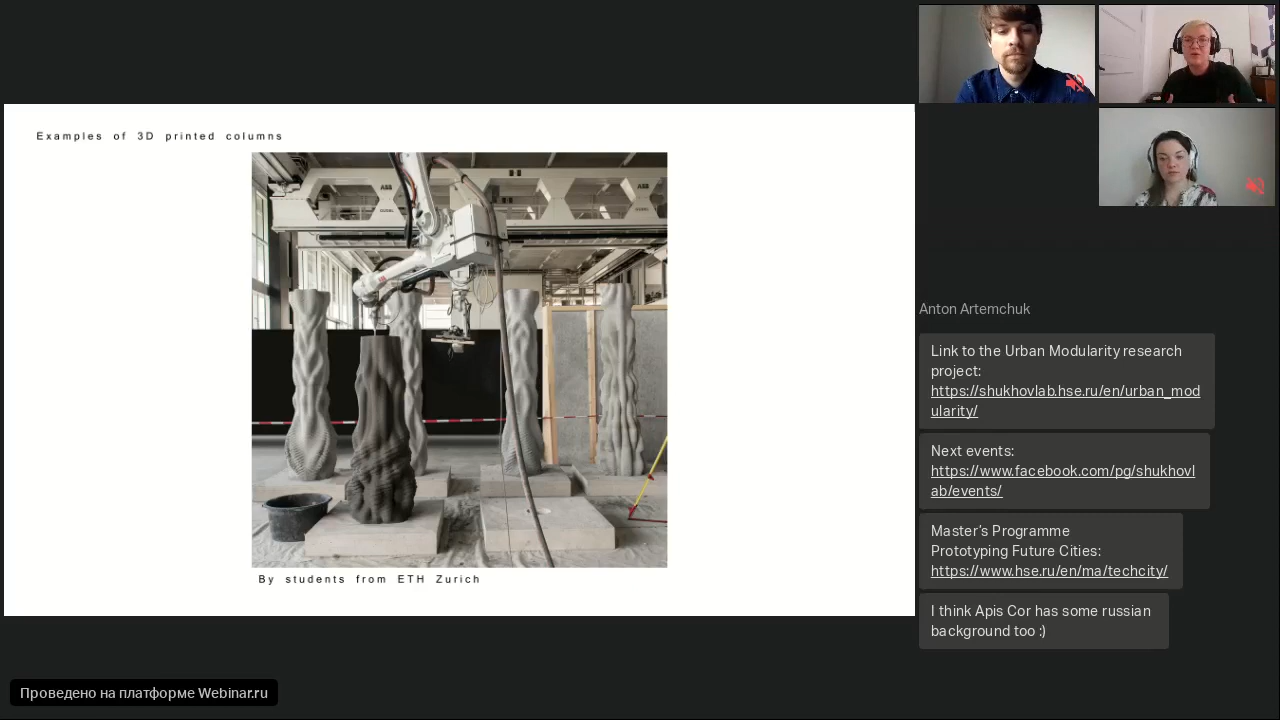 Examples of 3D printed columns
ABB
ABB
By students from ETH Zurich
Anton Artemchuk
Link to the Urban Modularity research
project:
https://shukhovlab.hse.ru/en/urban_mod
ularity/
Next events:
https://www.facebook.com/pg/shukhovl
ab/events/
Master's Programme
Prototyping Future Cities:
https://www.hse.ru/en/ma/techcity/
I think Apis Cor has some russian
background too :)
Проведено на платформе Webinar.ru